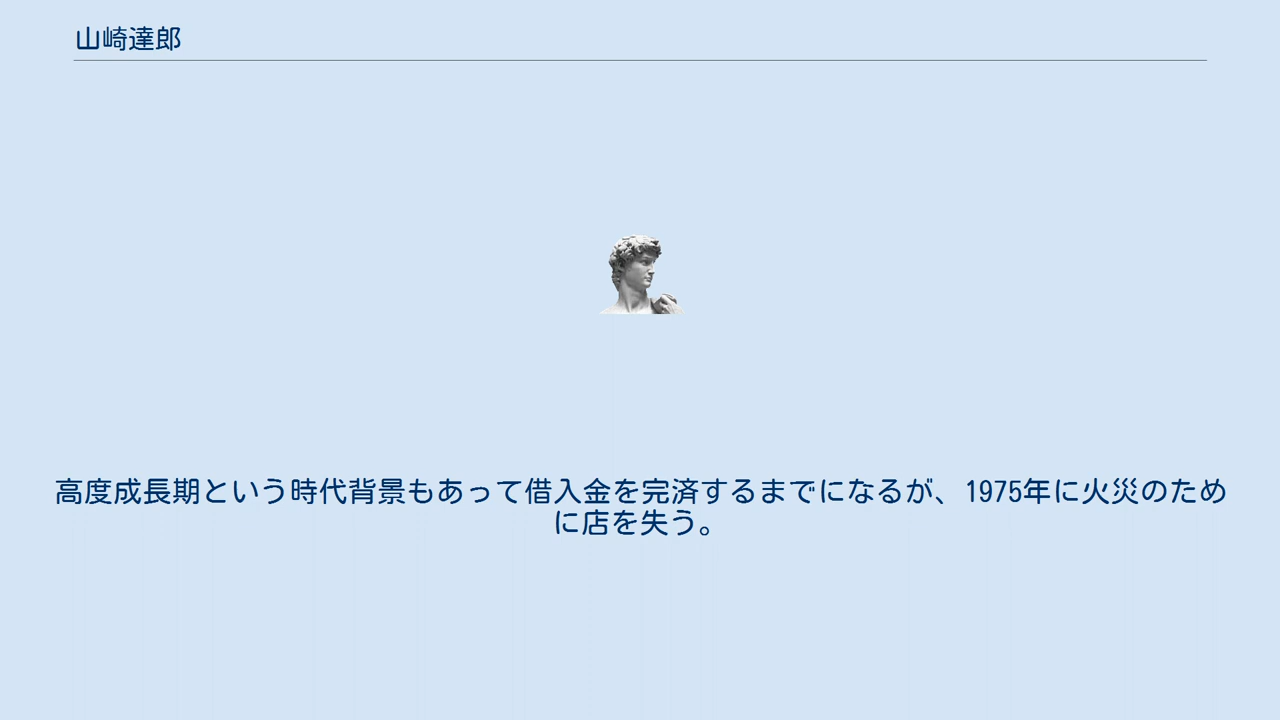 山崎達郎
高度成長期という時代背景もあって借入金を完済するまでになるが、1975年に火災のため
に店を失う。